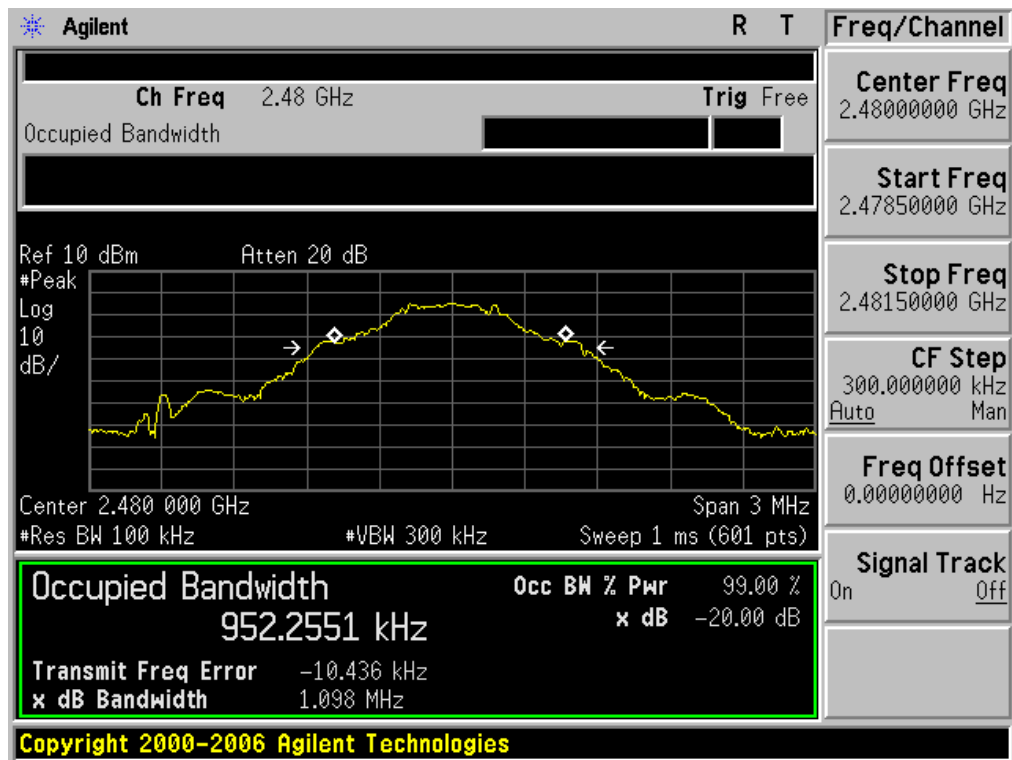 Agilent R T
Freq/Channel
Ch Freq 2.48 GHz Trig Free
Occupied Bandwidth
Center Freq
2.48000000 GHz
Start Freq
2.47850000 GHz
Stop Freq
2.48150000 GHz
CF Step
300.000000 kHz
Auto Man
Freq Offset
0.00000000 Hz
Signal Track
On Off
Ref 10 dBm Atten 20 dB
#Peak
Log
10
dB/
Center 2.480 000 GHz Span 3 MHz
#Res BW 100 kHz #VBW 300 kHz Sweep 1 ms (601 pts)
Occupied Bandwidth
952.2551 kHz
Occ BW % Pwr 99.00 %
x dB -20.00 dB
Transmit Freq Error -10.436 kHz
x dB Bandwidth 1.098 MHz
Copyright 2000-2006 Agilent Technologies